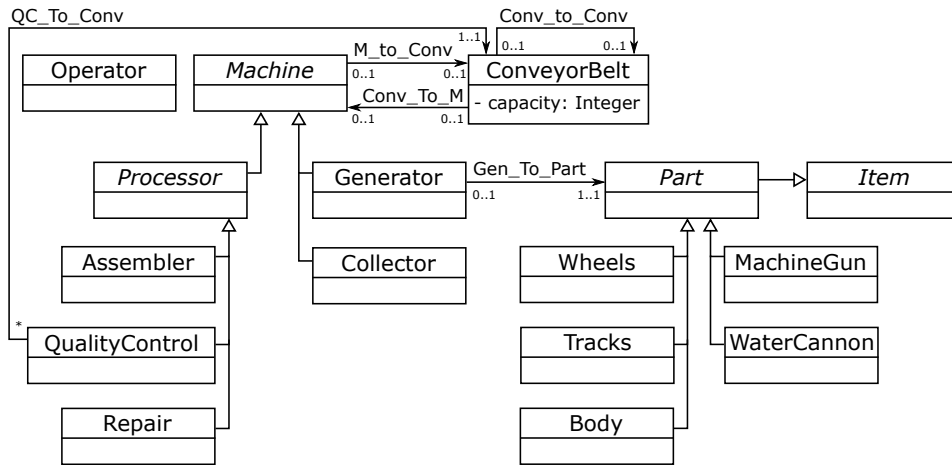 QC_To_Conv
Conv_to_Conv
1..1
0..1
0..1
Operator
Machine
M_to_Conv
0..1
0..1
ConveyorBelt
- capacity: Integer
Conv_To_M
0..1
0..1
Processor
Generator
Gen_To_Part
0..1
1..1
Part
Item
Assembler
Collector
Wheels
MachineGun
*
QualityControl
Tracks
WaterCannon
Repair
Body